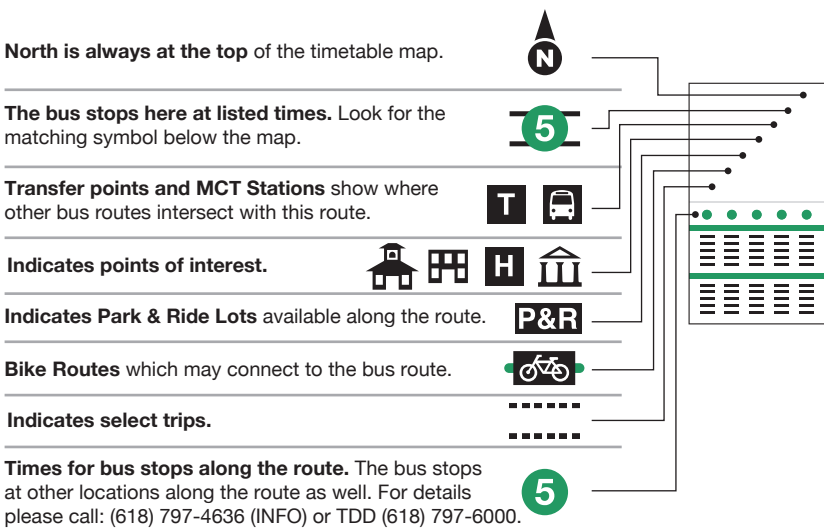 North is always at the top of the timetable map.
N
The bus stops here at listed times. Look for the
matching symbol below the map.
5
Transfer points and MCT Stations show where
other bus routes intersect with this route.
T
Indicates points of interest.
H
Indicates Park & Ride Lots available along the route.
P&R
Bike Routes which may connect to the bus route.
Indicates select trips.
Times for bus stops along the route. The bus stops
at other locations along the route as well. For details
please call: (618) 797-4636 (INFO) or TDD (618) 797-6000.
5